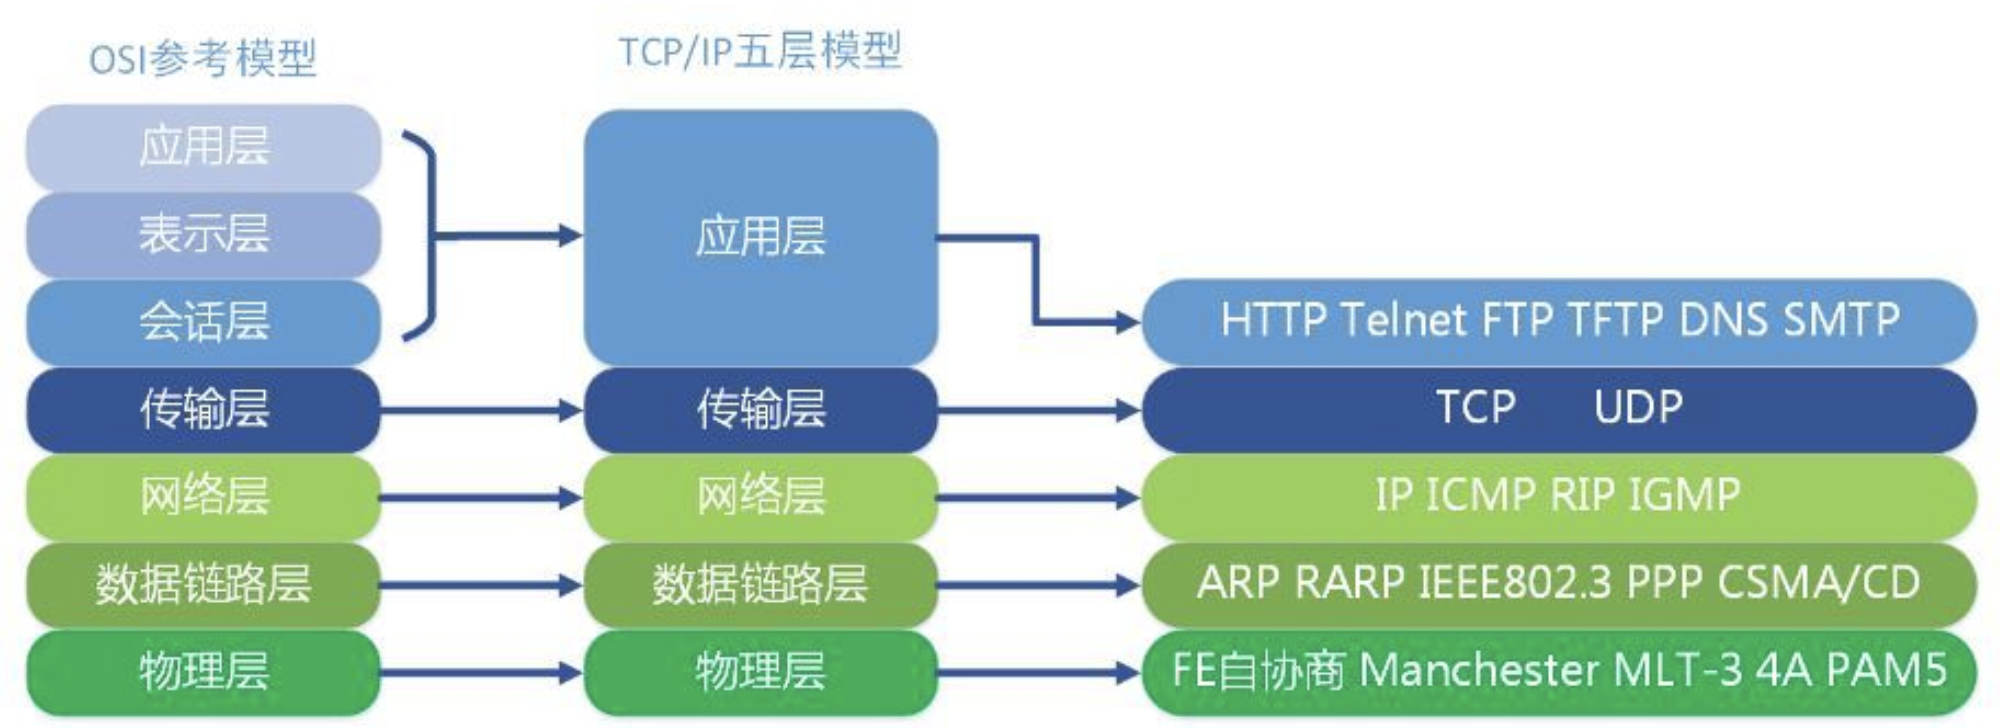 OSI参考模型
TCP/IP五层模型
应用层
表示层
会话层
传输层
网络层
数据链路层
物理层
应用层
传输层
网络层
数据链路层
物理层
HTTP Telnet FTP TFTP DNS SMTP
TCP UDP
IP ICMP RIP IGMP
ARP RARP IEEE802.3 PPP CSMA/CD
FE自协商 Manchester MLT-3 4A PAM5